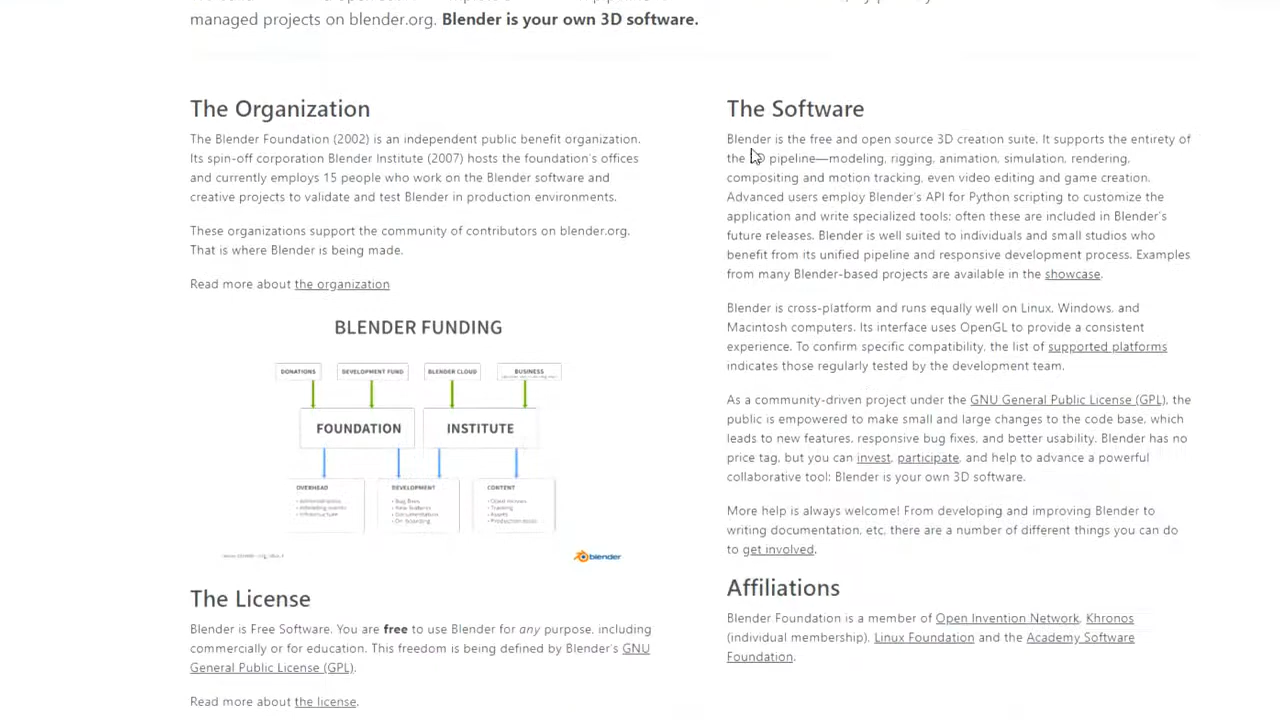 managed projects on blender.org. Blender is your own 3D software.
The Organization
The Blender Foundation (2002) is an independent public benefit organization.
Its spin-off corporation Blender Institute (2007) hosts the foundation's offices
and currently employs 15 people who work on the Blender software and
creative projects to validate and test Blender in production environments.
These organizations support the community of contributors on blender.org.
That is where Blender is being made.
Read more about the organization
BLENDER FUNDING
DONATIONS
DEVELOPMENT FUND
BLENDER CLOUD
BUSINESS
FOUNDATION
INSTITUTE
OVERHEAD
DEVELOPMENT
• Bug fixes
• New features
• Documentation
• On boarding
CONTENT
• Open movies
• Training
• Assets
blender
The License
Blender is Free Software. You are free to use Blender for any purpose, including
commercially or for education. This freedom is being defined by Blender's GNU
General Public License (GPL).
Read more about the license.
The Software
Blender is the free and open source 3D creation suite. It supports the entirety of
the pipeline—modeling, rigging, animation, simulation, rendering,
compositing and motion tracking, even video editing and game creation.
Advanced users employ Blender's API for Python scripting to customize the
application and write specialized tools; often these are included in Blender's
future releases. Blender is well suited to individuals and small studios who
benefit from its unified pipeline and responsive development process. Examples
from many Blender-based projects are available in the showcase.
Blender is cross-platform and runs equally well on Linux, Windows, and
Macintosh computers. Its interface uses OpenGL to provide a consistent
experience. To confirm specific compatibility, the list of supported platforms
indicates those regularly tested by the development team.
As a community-driven project under the GNU General Public License (GPL), the
public is empowered to make small and large changes to the code base, which
leads to new features, responsive bug fixes, and better usability. Blender has no
price tag, but you can invest, participate, and help to advance a powerful
collaborative tool: Blender is your own 3D software.
More help is always welcome! From developing and improving Blender to
writing documentation, etc, there are a number of different things you can do
to get involved.
Affiliations
Blender Foundation is a member of Open Invention Network, Khronos
(individual membership), Linux Foundation and the Academy Software
Foundation.